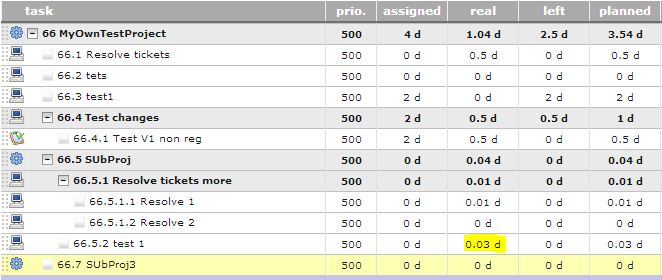 task prio. assigned real left planned
66 MyOwnTestProject 500 4 d 1.04 d 2.5 d 3.54 d
66.1 Resolve tickets 500 0 d 0.5 d 0 d 0.5 d
66.2 tets 500 0 d 0 d 0 d 0 d
66.3 test1 500 2 d 0 d 2 d 2 d
66.4 Test changes 500 2 d 0.5 d 0.5 d 1 d
66.4.1 Test V1 non reg 500 2 d 0.5 d 0 d 0.5 d
66.5 SUbProj 500 0 d 0.04 d 0 d 0.04 d
66.5.1 Resolve tickets more 500 0 d 0.01 d 0 d 0.01 d
66.5.1.1 Resolve 1 500 0 d 0.01 d 0 d 0.01 d
66.5.1.2 Resolve 2 500 0 d 0 d 0 d 0 d
66.5.2 test 1 500 0 d 0.03 d 0 d 0.03 d
66.7 SUbProj3 500 0 d 0 d 0 d 0 d